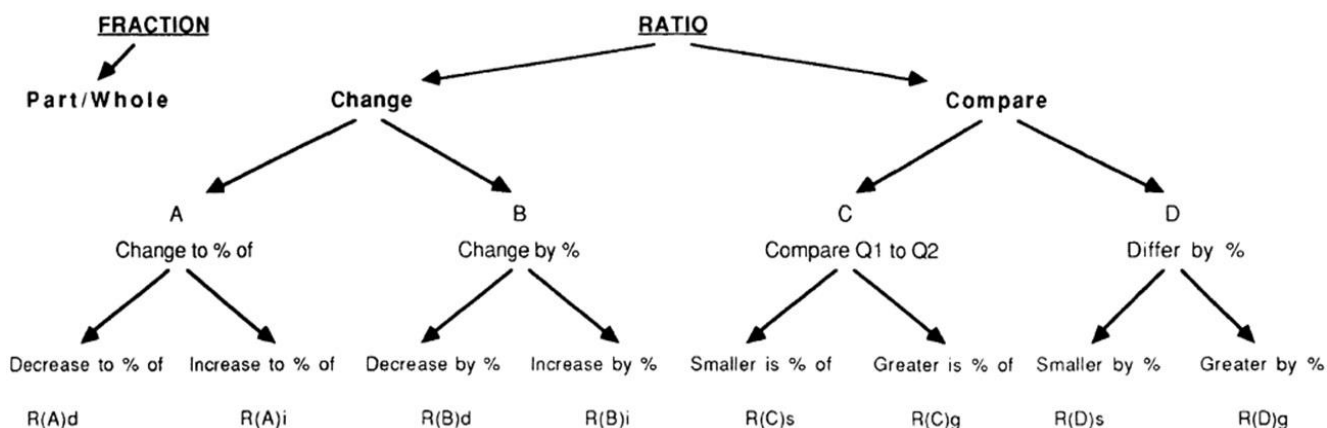 FRACTION RATIO
Part/Whole Change Compare
A B C D
Change to % of Change by % Compare Q1 to Q2 Differ by %
Decrease to % of Increase to % of Decrease by % Increase by % Smaller is % of Greater is % of Smaller by % Greater by %
R(A)d R(A)i R(B)d R(B)i R(C)s R(C)g R(D)s R(D)g